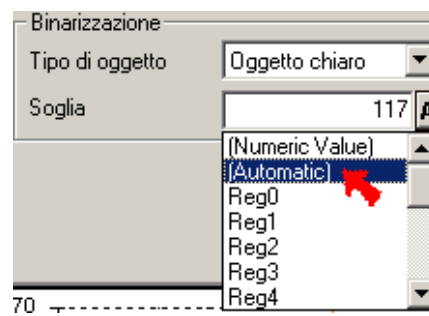 Binarizzazione
Tipo di oggetto Oggetto chiaro
Soglia 117
(Numeric Value)
(Automatic)
Reg0
Reg1
Reg2
Reg3
Reg4
70